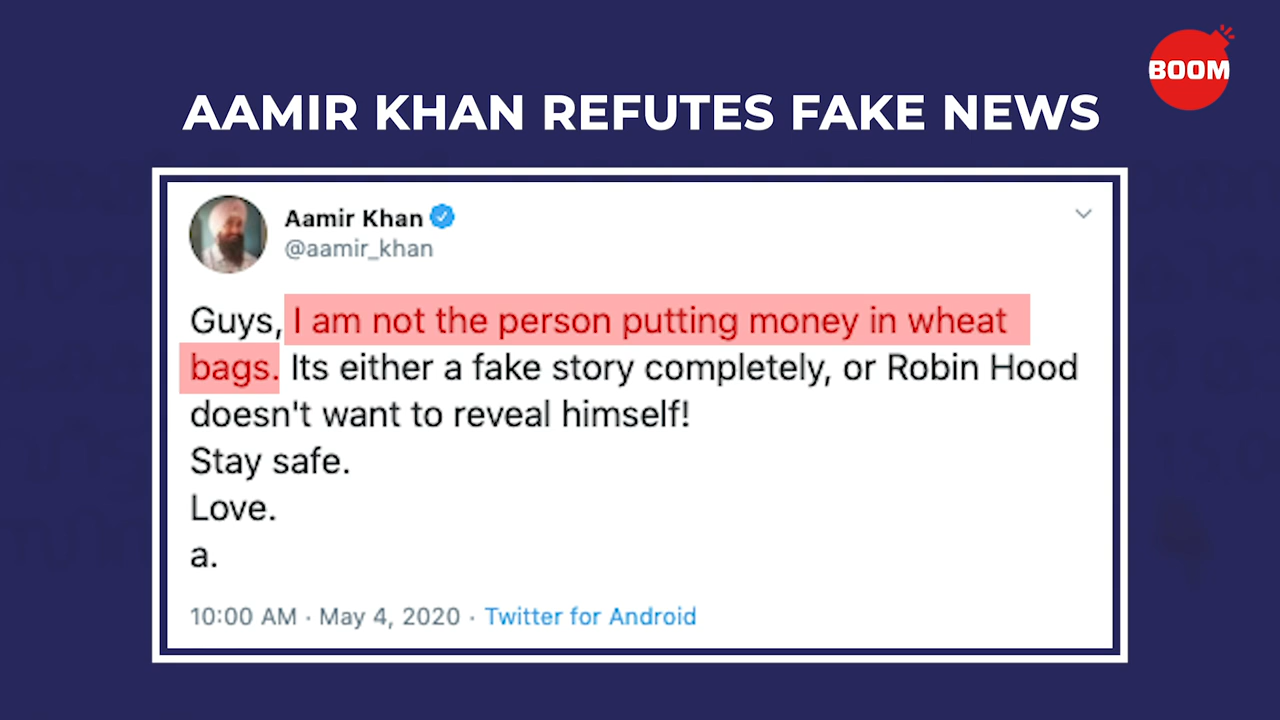 BOOM
AAMIR KHAN REFUTES FAKE NEWS
Aamir Khan
@aamir_khan
Guys, I am not the person putting money in wheat
bags. Its either a fake story completely, or Robin Hood
doesn't want to reveal himself!
Stay safe.
Love.
a.
10:00 AM · May 4, 2020 · Twitter for Android